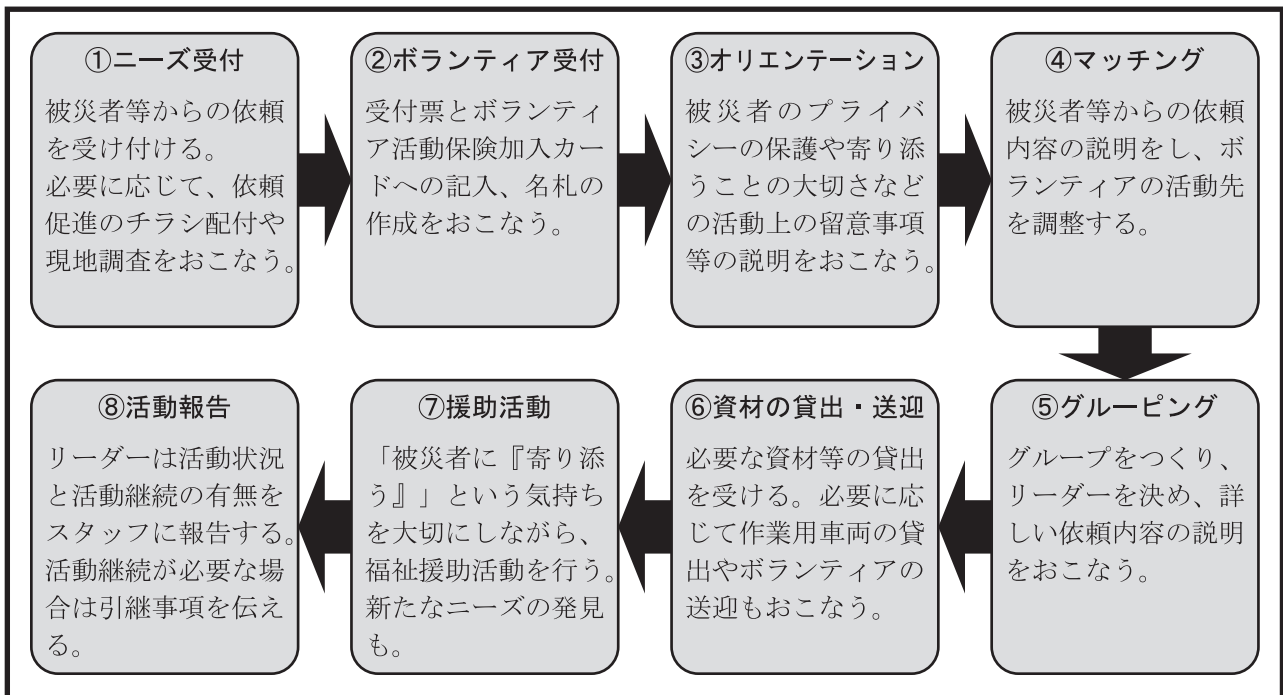 ①ニーズ受付
被災者等からの依頼
を受け付ける。
必要に応じて、依頼
促進のチラシ配付や
現地調査をおこなう。
②ボランティア受付
受付票とボランティ
ア活動保険加入カー
ドへの記入、名札の
作成をおこなう。
③オリエンテーション
被災者のプライバ
シーの保護や寄り添
うことの大切さなど
の活動上の留意事項
等の説明をおこなう。
④マッチング
被災者等からの依頼
内容の説明をし、ボ
ランティアの活動先
を調整する。
⑤グルーピング
グループをつくり、
リーダーを決め、詳
しい依頼内容の説明
をおこなう。
⑥資材の貸出・送迎
必要な資材等の貸出
を受ける。必要に応
じて作業用車両の貸
出やボランティアの
送迎もおこなう。
⑦援助活動
「被災者に『寄り添
う』」という気持ち
を大切にしながら、
福祉援助活動を行う。
新たなニーズの発見
も。
⑧活動報告
リーダーは活動状況
と活動継続の有無を
スタッフに報告する。
活動継続が必要な場
合は引継事項を伝え
る。